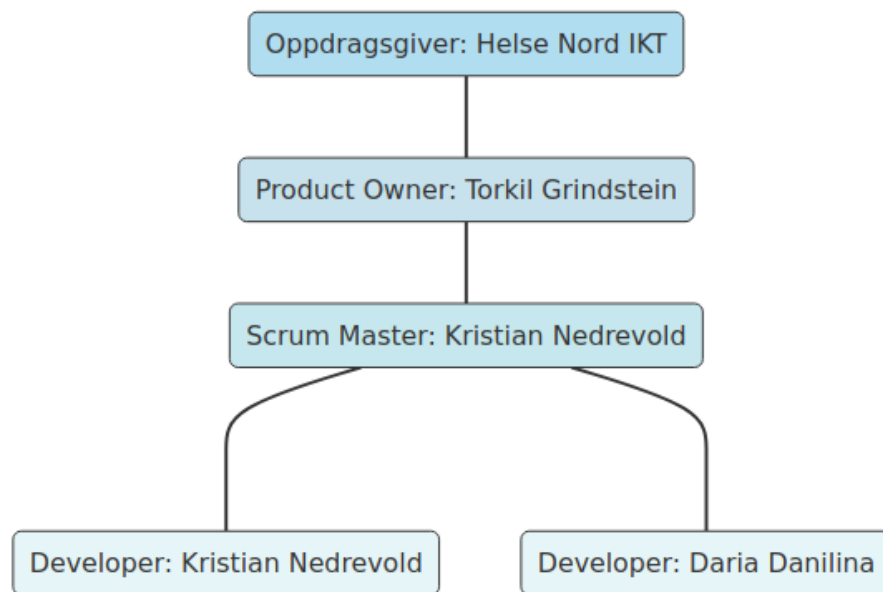 Oppdragsgiver: Helse Nord IKT
Product Owner: Torkil Grindstein
Scrum Master: Kristian Nedrevold
Developer: Kristian Nedrevold
Developer: Daria Danilina